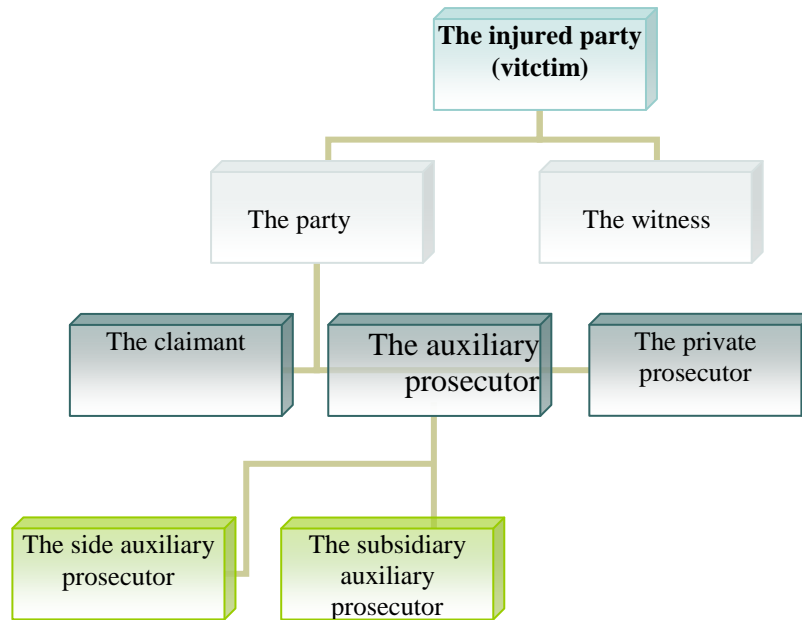 The injured party
(vitctim)
The party
The witness
The claimant
The auxiliary
prosecutor
The private
prosecutor
The side auxiliary
prosecutor
The subsidiary
auxiliary
prosecutor